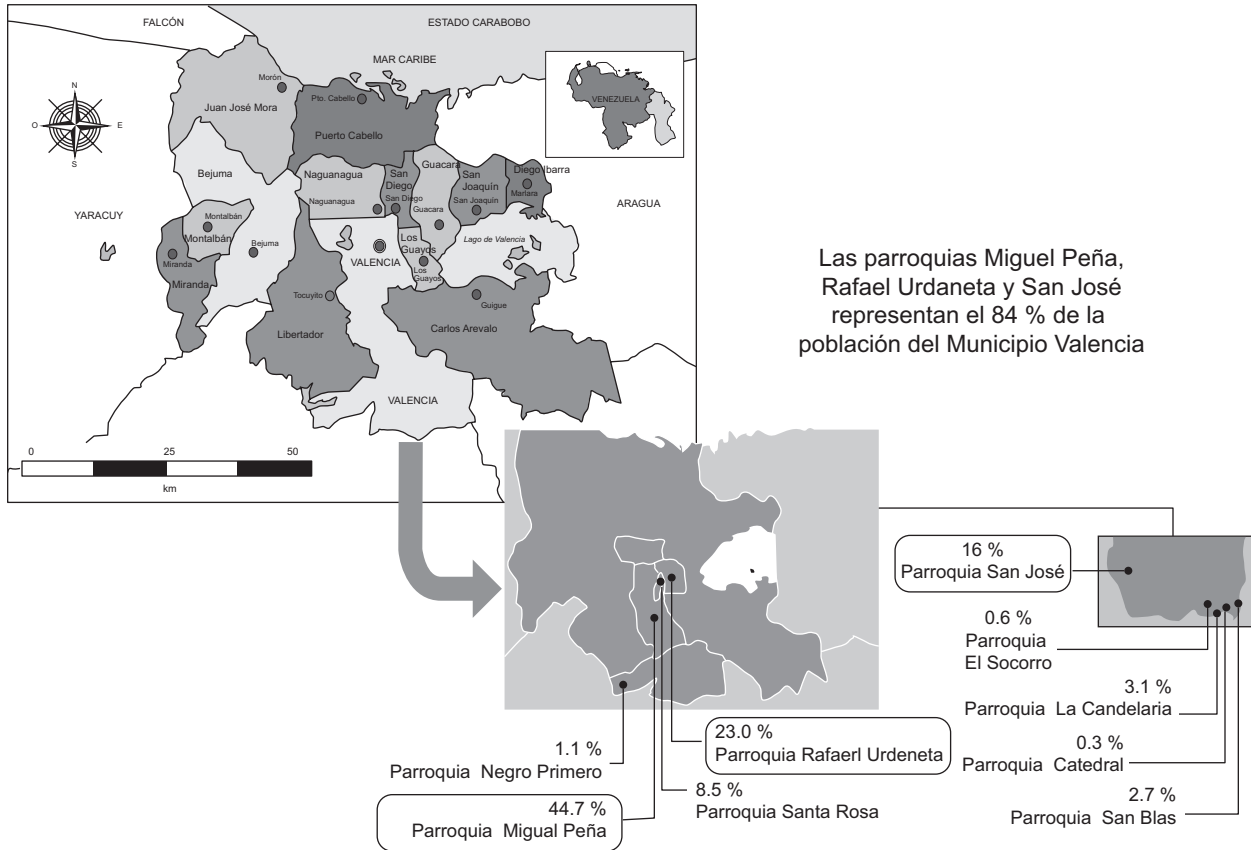 FALCÓN
ESTADO CARABOBO
MAR CARIBE
VENEZUELA
N
O
E
S
Morón
Juan José Mora
Pto. Cabello
Puerto Cabello
Bejuma
Naguanagua
Naguanagua
San
Diego
San Diego
Guacara
Guacara
San
Joaquín
San Joaquín
Diego Ibarra
Mariara
ARAGUA
YARACUY
Montalbán
Montalbán
Bejuma
Miranda
Miranda
VALENCIA
Los
Guayos
Los
Guayos
Lago de Valencia
Tocuyito
Libertador
Guigue
Carlos Arevalo
VALENCIA
0
25
50
km
Las parroquias Miguel Peña,
Rafael Urdaneta y San José
representan el 84 % de la
población del Municipio Valencia
16 %
Parroquia San José
0.6 %
Parroquia
El Socorro
3.1 %
Parroquia La Candelaria
0.3 %
Parroquia Catedral
2.7 %
Parroquia San Blas
23.0 %
Parroquia Rafaerl Urdeneta
8.5 %
Parroquia Santa Rosa
1.1 %
Parroquia Negro Primero
44.7 %
Parroquia Migual Peña